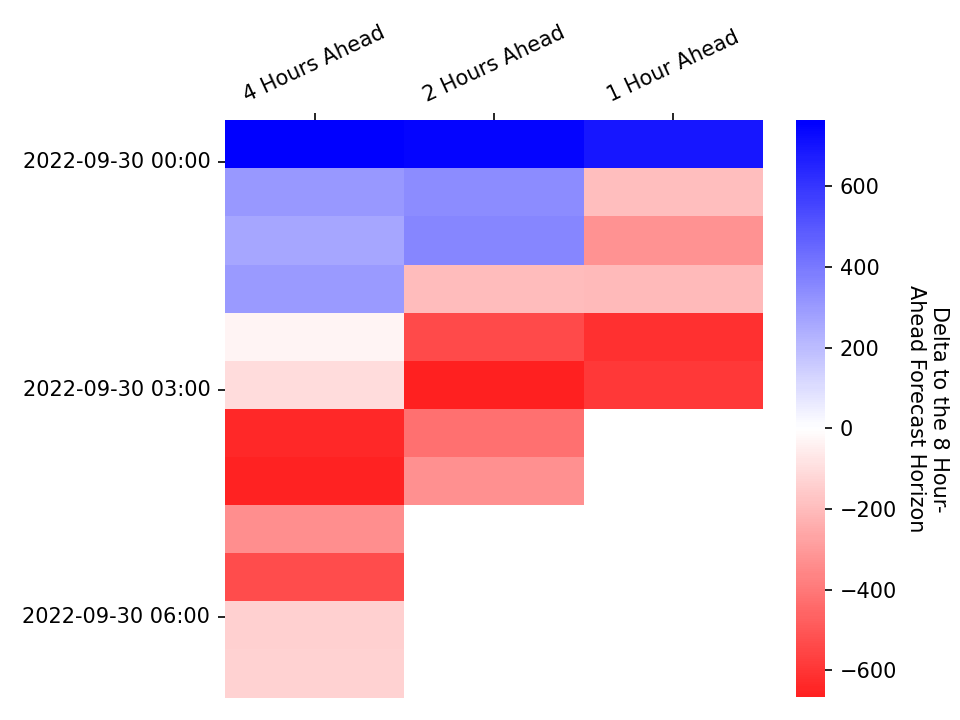 4 Hours Ahead
2 Hours Ahead
1 Hour Ahead
2022-09-30 00:00
2022-09-30 03:00
2022-09-30 06:00
600
400
200
0
−200
−400
−600
Delta to the 8 Hour-
Ahead Forecast Horizon